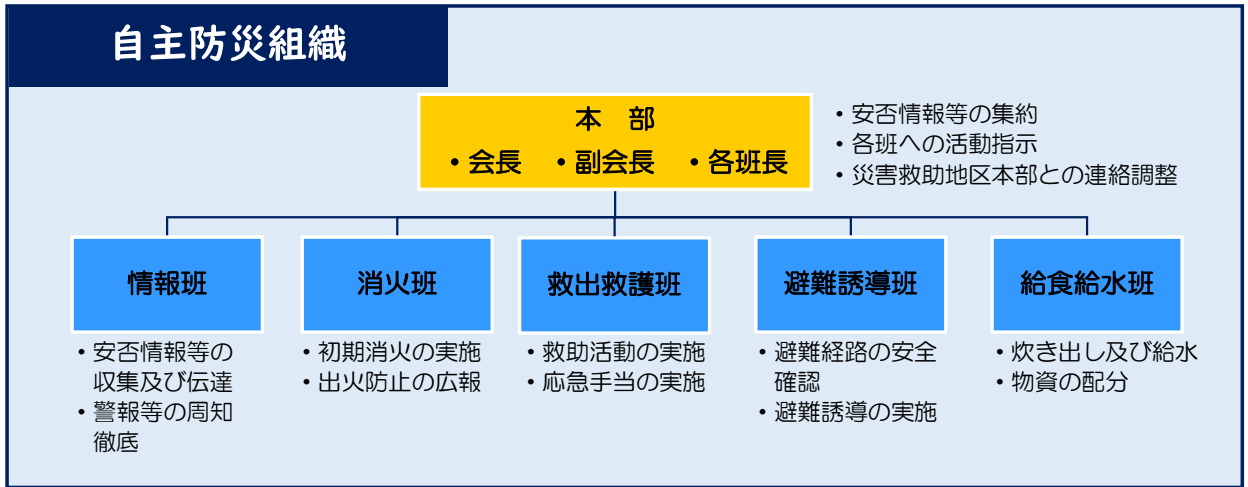 自主防災組織
本　部
・会長　・副会長　・各班長
・安否情報等の集約
・各班への活動指示
・災害救助地区本部との連絡調整
情報班
・安否情報等の
収集及び伝達
・警報等の周知
徹底
消火班
・初期消火の実施
・出火防止の広報
救出救護班
・救助活動の実施
・応急手当の実施
避難誘導班
・避難経路の安全
確認
・避難誘導の実施
給食給水班
・炊き出し及び給水
・物資の配分